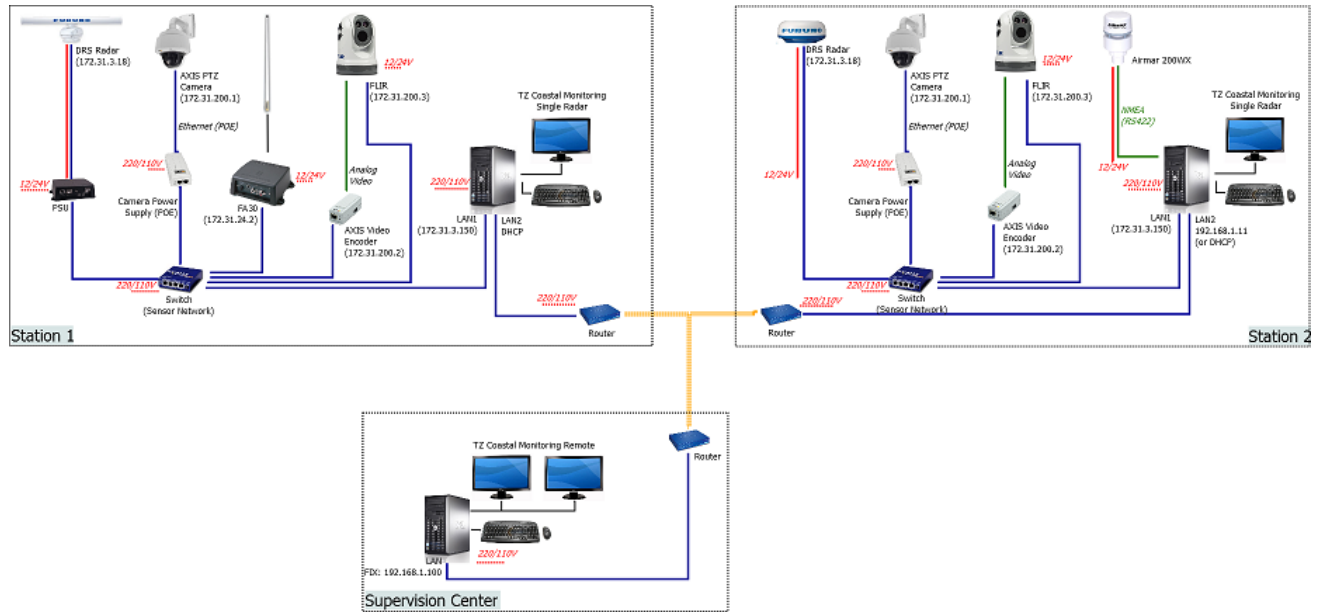 FURUNO
DRS Radar
(172.31.3.18)
AXIS PTZ
Camera
(172.31.200.1)
Ethernet (POE)
220/110V
Camera Power
Supply (POE)
12/24V
PSU
FA30
(172.31.24.2)
12/24V
12/24V
FLIR
(172.31.200.3)
Analog
Video
AXIS Video
Encoder
(172.31.200.2)
TZ Coastal Monitoring
Single Radar
220/110V
LAN1
(172.31.3.150)
LAN2
DHCP
220/110V
Switch
(Sensor Network)
220/110V
Router
Station 1
FURUNO
DRS Radar
(172.31.3.18)
12/24V
AXIS PTZ
Camera
(172.31.200.1)
Ethernet (POE)
220/110V
Camera Power
Supply (POE)
12/24V
FLIR
(172.31.200.3)
Analog
Video
AXIS Video
Encoder
(172.31.200.2)
Airmar 200WX
NMEA
(RS422)
12/24V
TZ Coastal Monitoring
Single Radar
220/110V
LAN1
(172.31.3.150)
LAN2
192.168.1.11
(or DHCP)
220/110V
Switch
(Sensor Network)
220/110V
Router
Station 2
Router
TZ Coastal Monitoring Remote
220/110V
LAN
FIX: 192.168.1.100
Supervision Center